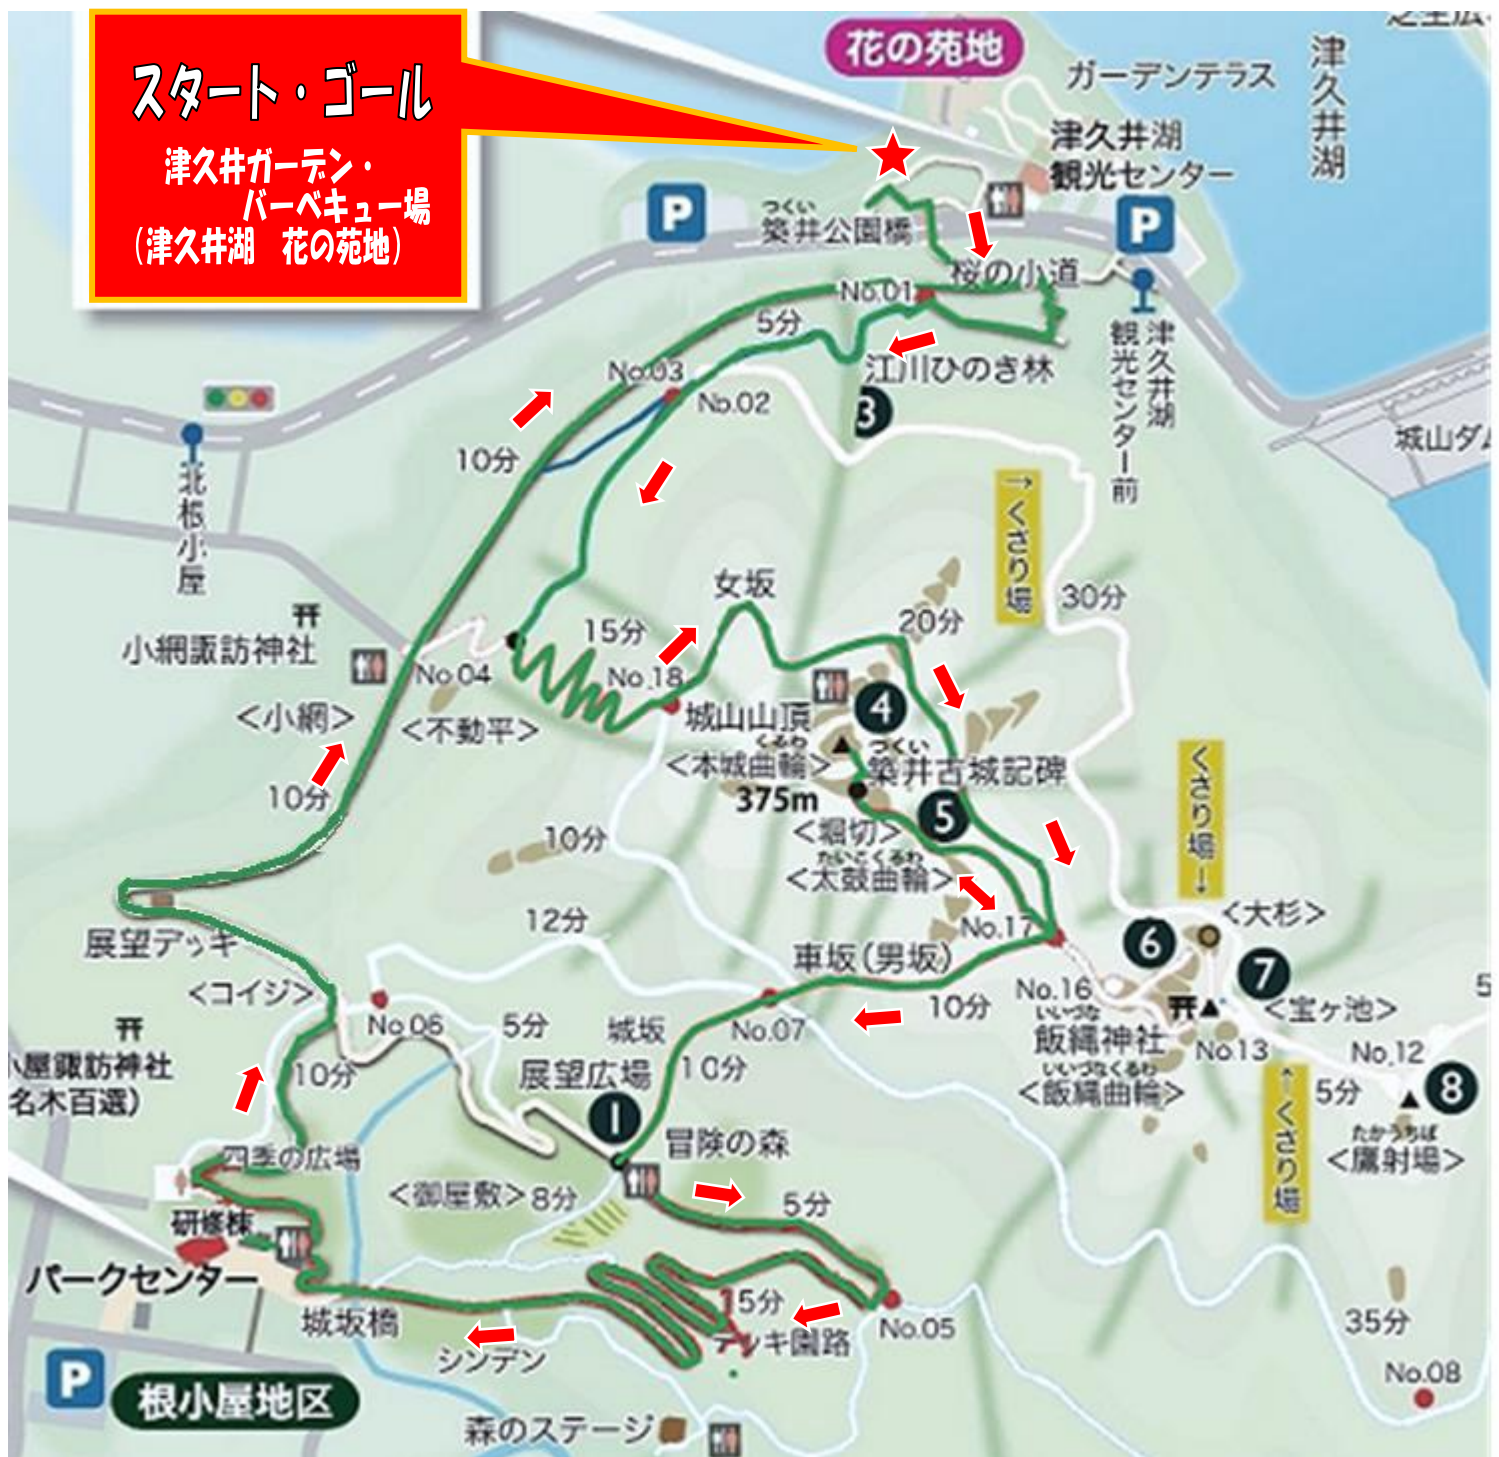 スタート・ゴール
津久井ガーデン・
バーベキュー場
(津久井湖 花の苑地)
花の苑地
ガーデンテラス
津久井湖
津久井湖
観光センター
P
P
つくい
築井公園橋
桜の小道
No.01
5分
江川ひのき林
津久井湖
観光センター前
城山ダム
No.03
No.02
3
10分
北根小屋
→くさり場
30分
女坂
20分
15分
小網諏訪神社
No.04
No.18
<小網>
<不動平>
城山山頂
4
くるわ
<本城曲輪>
つくい
築井古城記碑
375m
10分
5
<堀切>
たいこくるわ
<太鼓曲輪>
10分
くさり場→
12分
No.17
<大杉>
6
展望デッキ
車坂(男坂)
7
<コイジ>
10分
No.16
<宝ヶ池>
No.06
5分
城坂
No.07
いいづな
飯縄神社
No.13
No.12
小屋諏訪神社
名木百選)
10分
展望広場
10分
いいづなくるわ
<飯縄曲輪>
←くさり場
5分
8
1
冒険の森
たかうちば
<鷹射場>
四季の広場
<御屋敷>
8分
5分
研修棟
パークセンター
城坂橋
15分
デッキ園路
No.05
35分
シンデン
No.08
P
根小屋地区
森のステージ